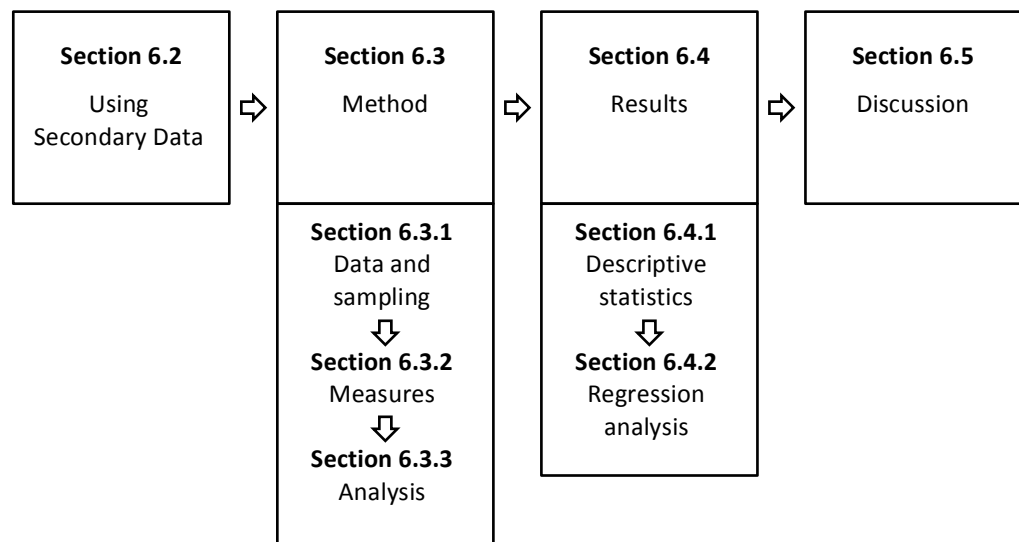 Section 6.2
Using
Secondary Data
Section 6.3
Method
Section 6.3.1
Data and
sampling
Section 6.3.2
Measures
Section 6.3.3
Analysis
Section 6.4
Results
Section 6.4.1
Descriptive
statistics
Section 6.4.2
Regression
analysis
Section 6.5
Discussion